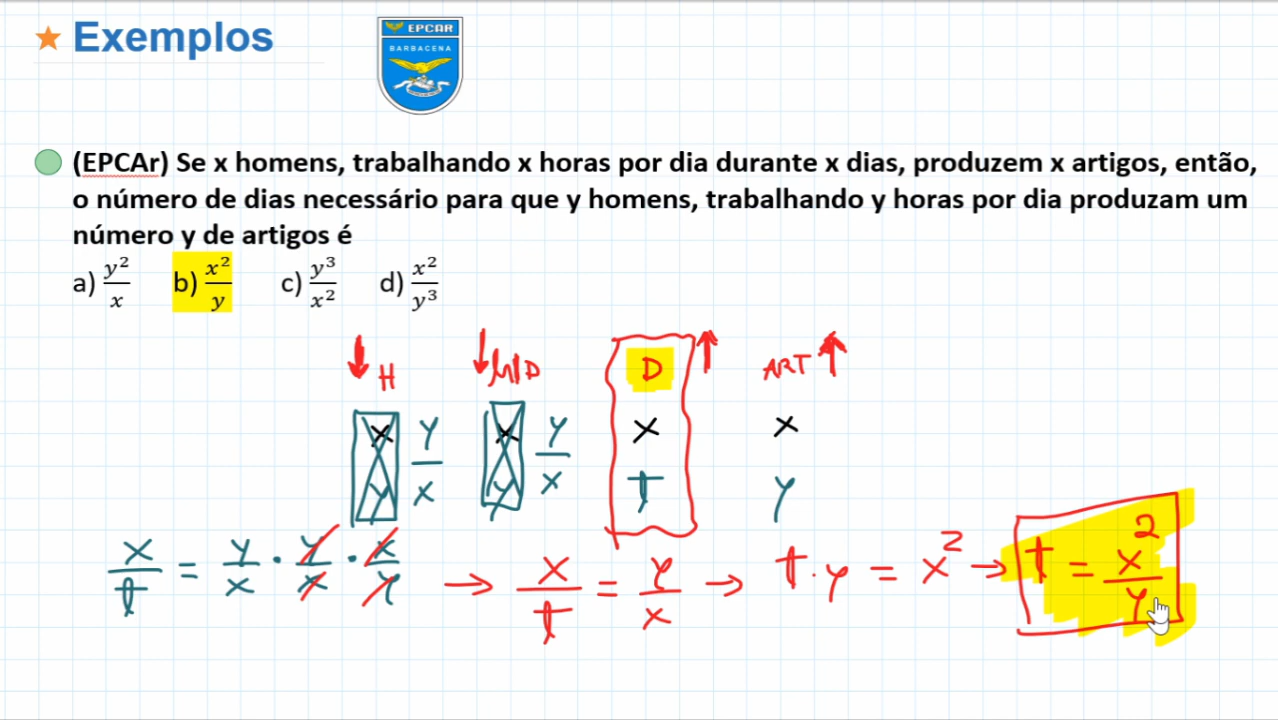 Exemplos
EPCAR
BARBACENA
(EPCAr) Se x homens, trabalhando x horas por dia durante x dias, produzem x artigos, então,
o número de dias necessário para que y homens, trabalhando y horas por dia produzam um
número y de artigos é
a) y²/x b) x²/y c) y³/x² d) x²/y³
↓ H ↓ h/D D ↑ ART ↑
x y/x x y/x x x
y y t y
x/t = y/x · y/x · x/y → x/t = y/x → t · y = x² → t = x²/y